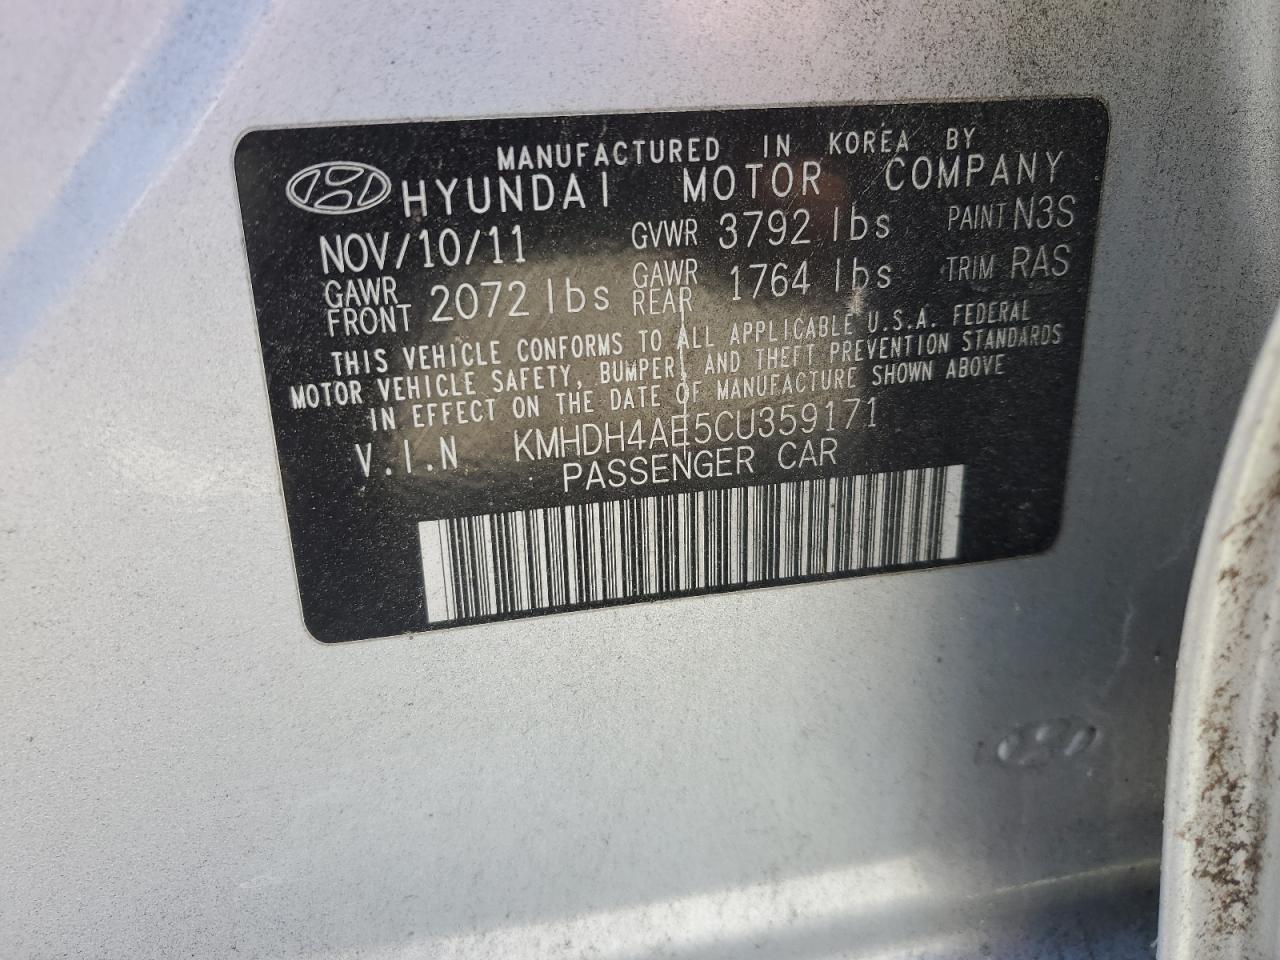 MANUFACTURED IN KOREA BY
HYUNDAI MOTOR COMPANY
NOV/10/11 GVWR 3792 lbs PAINT N3S
GAWR FRONT 2072 lbs GAWR REAR 1764 lbs TRIM RAS
THIS VEHICLE CONFORMS TO ALL APPLICABLE U.S.A. FEDERAL
MOTOR VEHICLE SAFETY, BUMPER, AND THEFT PREVENTION STANDARDS
IN EFFECT ON THE DATE OF MANUFACTURE SHOWN ABOVE
V.I.N KMHDH4AE5CU359171
PASSENGER CAR